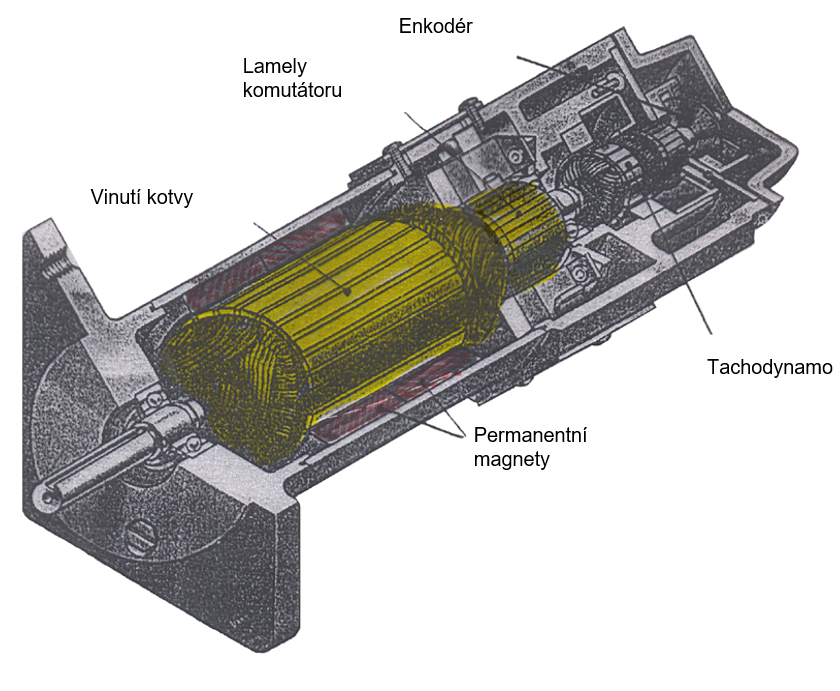 Enkodér
Lamely
komutátoru
Vinutí kotvy
Tachodynamo
Permanentní
magnety